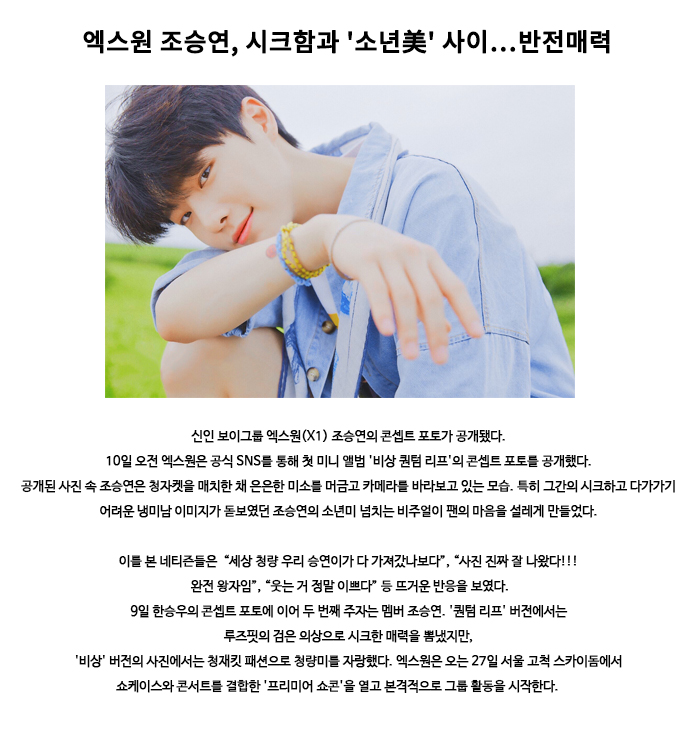 엑스원 조승연, 시크함과 '소년美' 사이...반전매력
신인 보이그룹 엑스원(X1) 조승연의 콘셉트 포토가 공개됐다.
10일 오전 엑스원은 공식 SNS를 통해 첫 미니 앨범 '비상 퀀텀 리프'의 콘셉트 포토를 공개했다.
공개된 사진 속 조승연은 청자켓을 매치한 채 은은한 미소를 머금고 카메라를 바라보고 있는 모습. 특히 그간의 시크하고 다가가기
어려운 냉미남 이미지가 돋보였던 조승연의 소년미 넘치는 비주얼이 팬의 마음을 설레게 만들었다.
이를 본 네티즌들은 “세상 청량 우리 승연이가 다 가져갔나보다”, “사진 진짜 잘 나왔다!!!
완전 왕자임”, “웃는 거 정말 이쁘다” 등 뜨거운 반응을 보였다.
9일 한승우의 콘셉트 포토에 이어 두 번째 주자는 멤버 조승연. '퀀텀 리프' 버전에서는
루즈핏의 검은 의상으로 시크한 매력을 뽐냈지만,
'비상' 버전의 사진에서는 청재킷 패션으로 청량미를 자랑했다. 엑스원은 오는 27일 서울 고척 스카이돔에서
쇼케이스와 콘서트를 결합한 '프리미어 쇼콘'을 열고 본격적으로 그룹 활동을 시작한다.